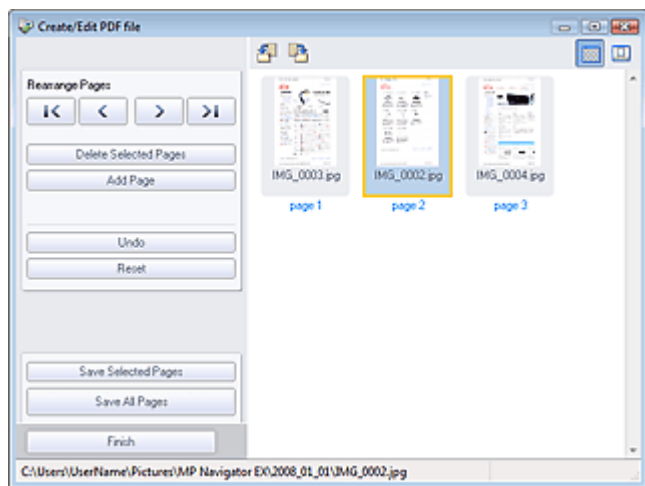 Create/Edit PDF file
Rearrange Pages
Delete Selected Pages
Add Page
Undo
Reset
Save Selected Pages
Save All Pages
Finish
IMG_0003.jpg
IMG_0002.jpg
IMG_0004.jpg
page 1
page 2
page 3
C:\Users\UserName\Pictures\MP Navigator EX\2008_01_01\IMG_0002.jpg